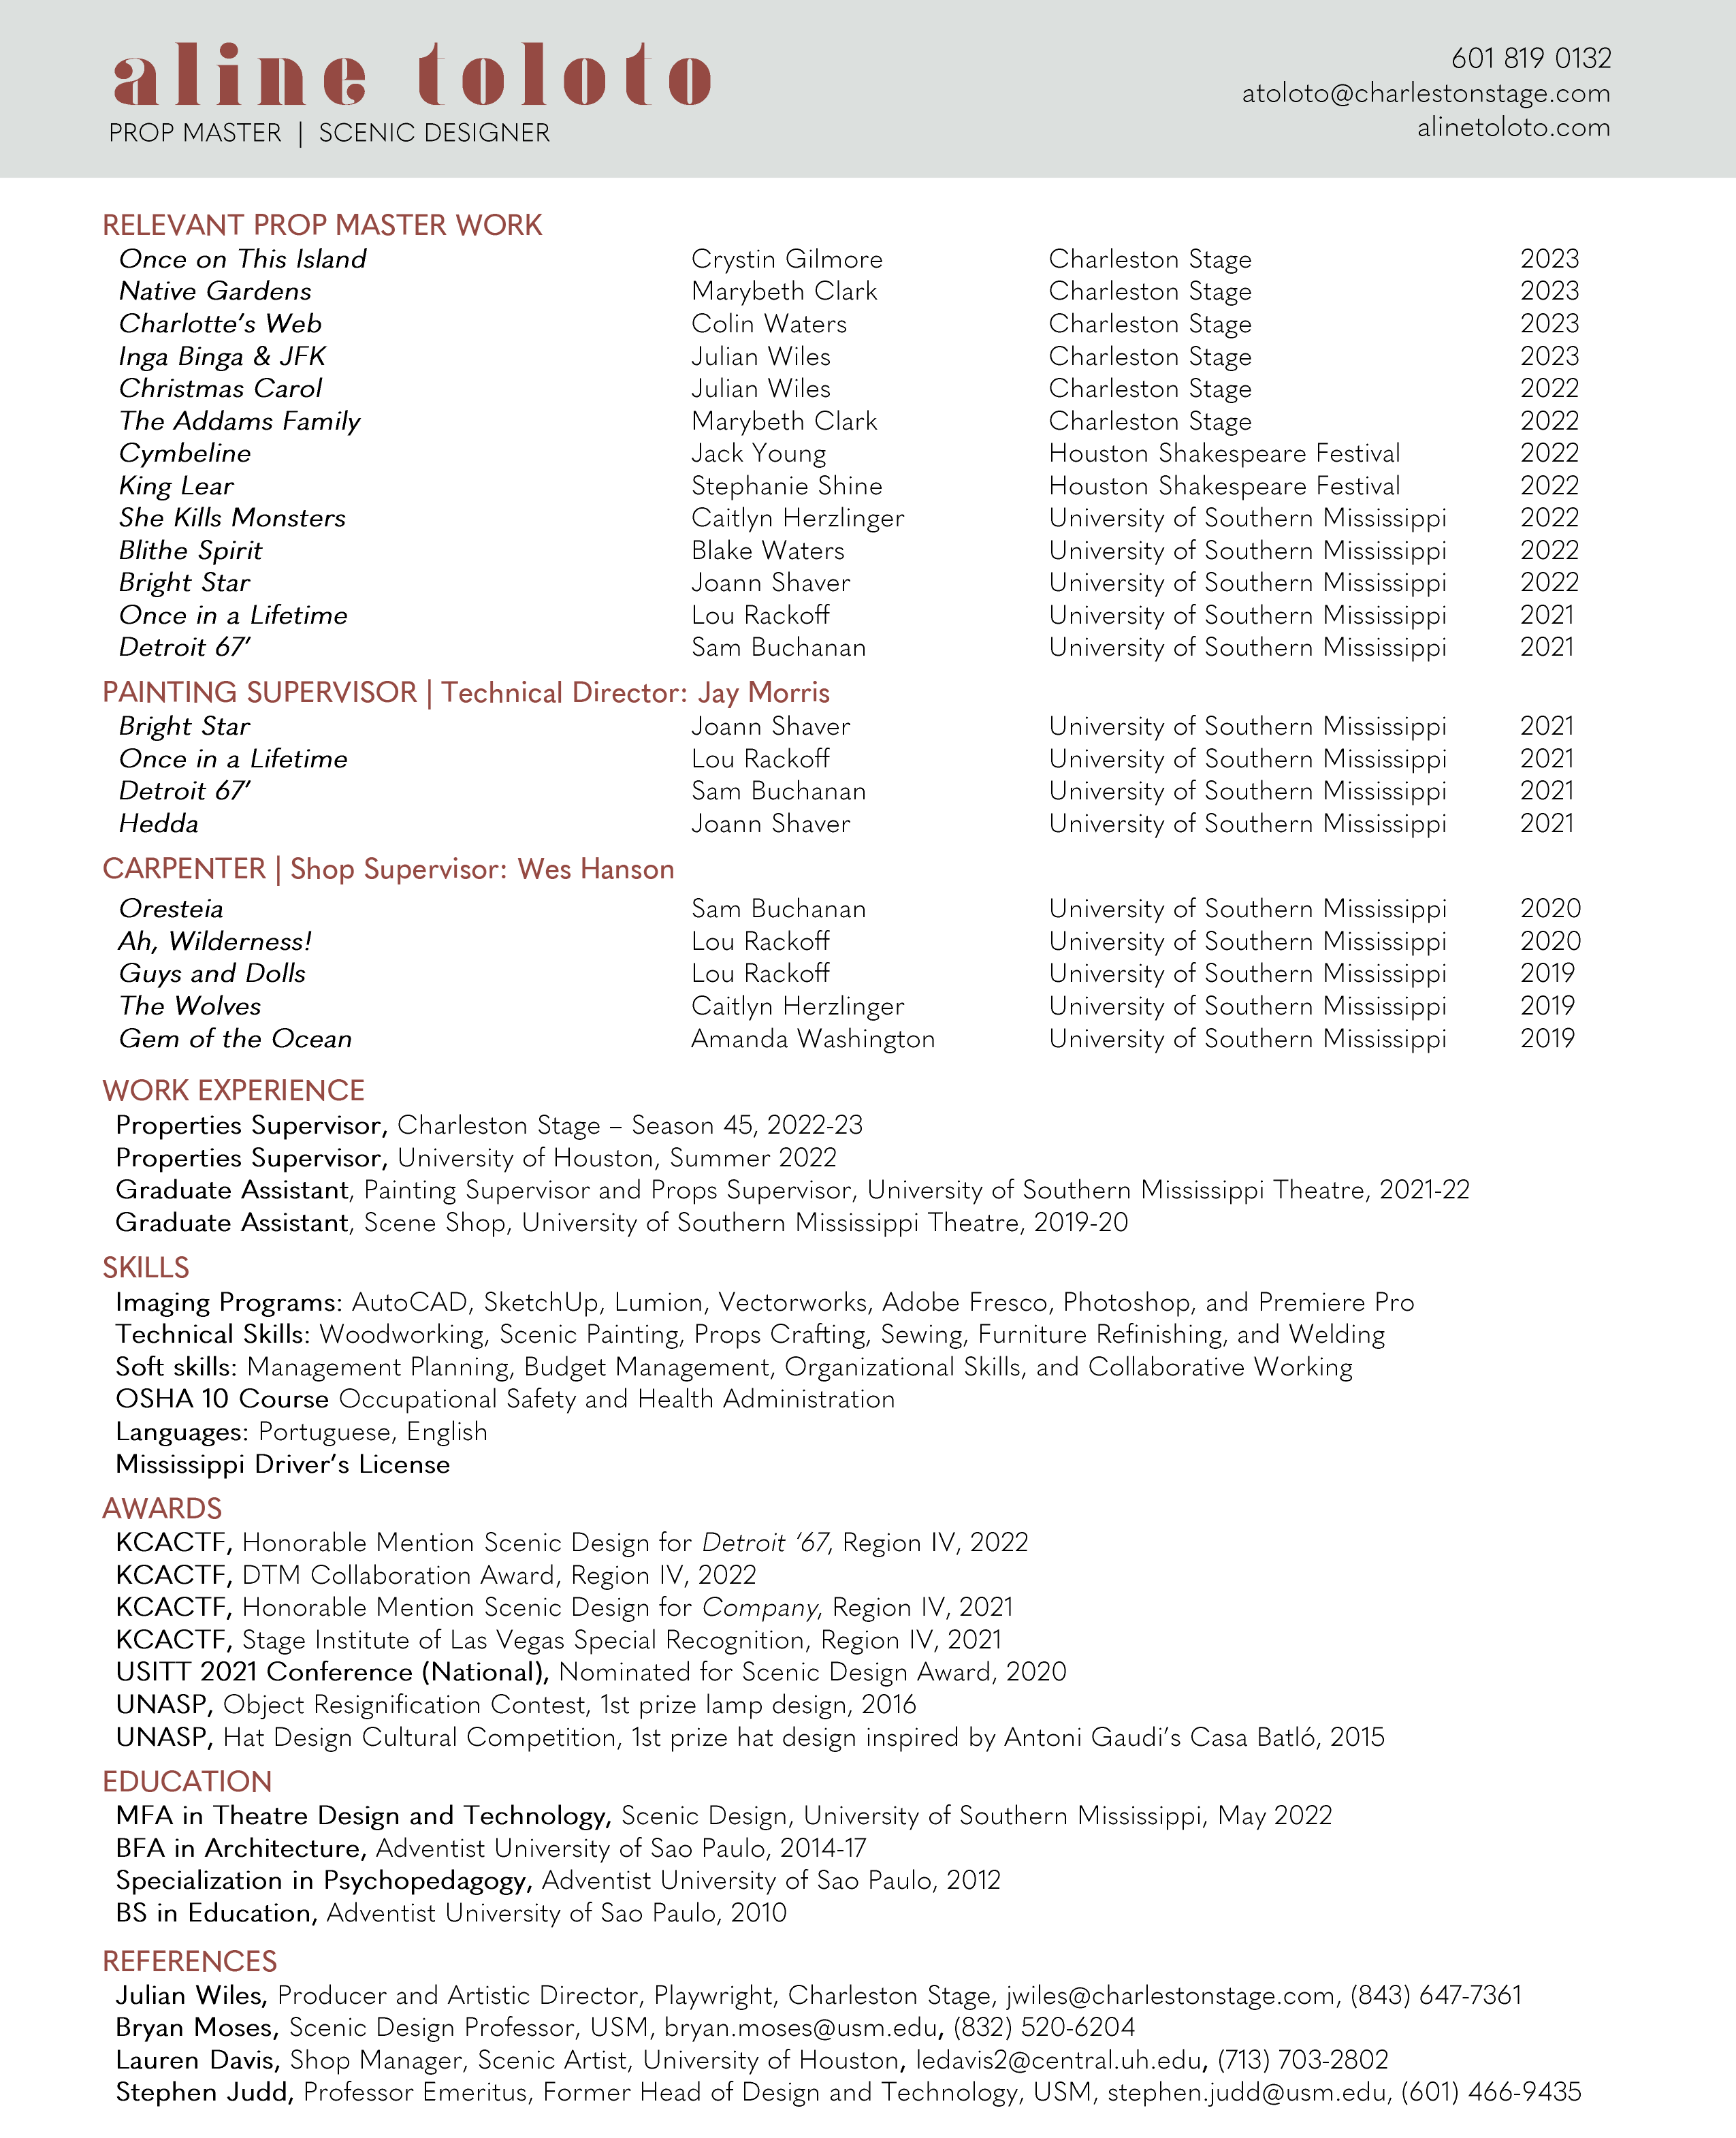 aline toloto
PROP MASTER | SCENIC DESIGNER
601 819 0132
atoloto@charlestonstage.com
alinetoloto.com
RELEVANT PROP MASTER WORK
Once on This Island Crystin Gilmore Charleston Stage 2023
Native Gardens Marybeth Clark Charleston Stage 2023
Charlotte's Web Colin Waters Charleston Stage 2023
Inga Binga & JFK Julian Wiles Charleston Stage 2023
Christmas Carol Julian Wiles Charleston Stage 2022
The Addams Family Marybeth Clark Charleston Stage 2022
Cymbeline Jack Young Houston Shakespeare Festival 2022
King Lear Stephanie Shine Houston Shakespeare Festival 2022
She Kills Monsters Caitlyn Herzlinger University of Southern Mississippi 2022
Blithe Spirit Blake Waters University of Southern Mississippi 2022
Bright Star Joann Shaver University of Southern Mississippi 2022
Once in a Lifetime Lou Rackoff University of Southern Mississippi 2021
Detroit 67' Sam Buchanan University of Southern Mississippi 2021
PAINTING SUPERVISOR | Technical Director: Jay Morris
Bright Star Joann Shaver University of Southern Mississippi 2021
Once in a Lifetime Lou Rackoff University of Southern Mississippi 2021
Detroit 67' Sam Buchanan University of Southern Mississippi 2021
Hedda Joann Shaver University of Southern Mississippi 2021
CARPENTER | Shop Supervisor: Wes Hanson
Oresteia Sam Buchanan University of Southern Mississippi 2020
Ah, Wilderness! Lou Rackoff University of Southern Mississippi 2020
Guys and Dolls Lou Rackoff University of Southern Mississippi 2019
The Wolves Caitlyn Herzlinger University of Southern Mississippi 2019
Gem of the Ocean Amanda Washington University of Southern Mississippi 2019
WORK EXPERIENCE
Properties Supervisor, Charleston Stage – Season 45, 2022-23
Properties Supervisor, University of Houston, Summer 2022
Graduate Assistant, Painting Supervisor and Props Supervisor, University of Southern Mississippi Theatre, 2021-22
Graduate Assistant, Scene Shop, University of Southern Mississippi Theatre, 2019-20
SKILLS
Imaging Programs: AutoCAD, SketchUp, Lumion, Vectorworks, Adobe Fresco, Photoshop, and Premiere Pro
Technical Skills: Woodworking, Scenic Painting, Props Crafting, Sewing, Furniture Refinishing, and Welding
Soft skills: Management Planning, Budget Management, Organizational Skills, and Collaborative Working
OSHA 10 Course Occupational Safety and Health Administration
Languages: Portuguese, English
Mississippi Driver's License
AWARDS
KCACTF, Honorable Mention Scenic Design for Detroit '67, Region IV, 2022
KCACTF, DTM Collaboration Award, Region IV, 2022
KCACTF, Honorable Mention Scenic Design for Company, Region IV, 2021
KCACTF, Stage Institute of Las Vegas Special Recognition, Region IV, 2021
USITT 2021 Conference (National), Nominated for Scenic Design Award, 2020
UNASP, Object Resignification Contest, 1st prize lamp design, 2016
UNASP, Hat Design Cultural Competition, 1st prize hat design inspired by Antoni Gaudi's Casa Batló, 2015
EDUCATION
MFA in Theatre Design and Technology, Scenic Design, University of Southern Mississippi, May 2022
BFA in Architecture, Adventist University of Sao Paulo, 2014-17
Specialization in Psychopedagogy, Adventist University of Sao Paulo, 2012
BS in Education, Adventist University of Sao Paulo, 2010
REFERENCES
Julian Wiles, Producer and Artistic Director, Playwright, Charleston Stage, jwiles@charlestonstage.com, (843) 647-7361
Bryan Moses, Scenic Design Professor, USM, bryan.moses@usm.edu, (832) 520-6204
Lauren Davis, Shop Manager, Scenic Artist, University of Houston, ledavis2@central.uh.edu, (713) 703-2802
Stephen Judd, Professor Emeritus, Former Head of Design and Technology, USM, stephen.judd@usm.edu, (601) 466-9435